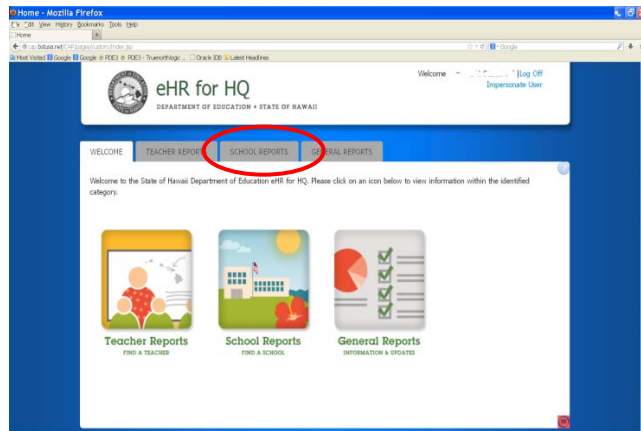 Home - Mozilla Firefox
File Edit View History Bookmarks Tools Help
Home
Google
Most Visited Google Google PDE3 PDE3 - Truenorthlogic ... Oracle IDB Latest Headlines
eHR for HQ
DEPARTMENT OF EDUCATION • STATE OF HAWAII
Welcome
|Log Off
Impersonate User
WELCOME TEACHER REPORTS SCHOOL REPORTS GENERAL REPORTS
Welcome to the State of Hawaii Department of Education eHR for HQ. Please click on an icon below to view information within the identified
category.
Teacher Reports School Reports General Reports
FIND A TEACHER FIND A SCHOOL INFORMATION & UPDATES